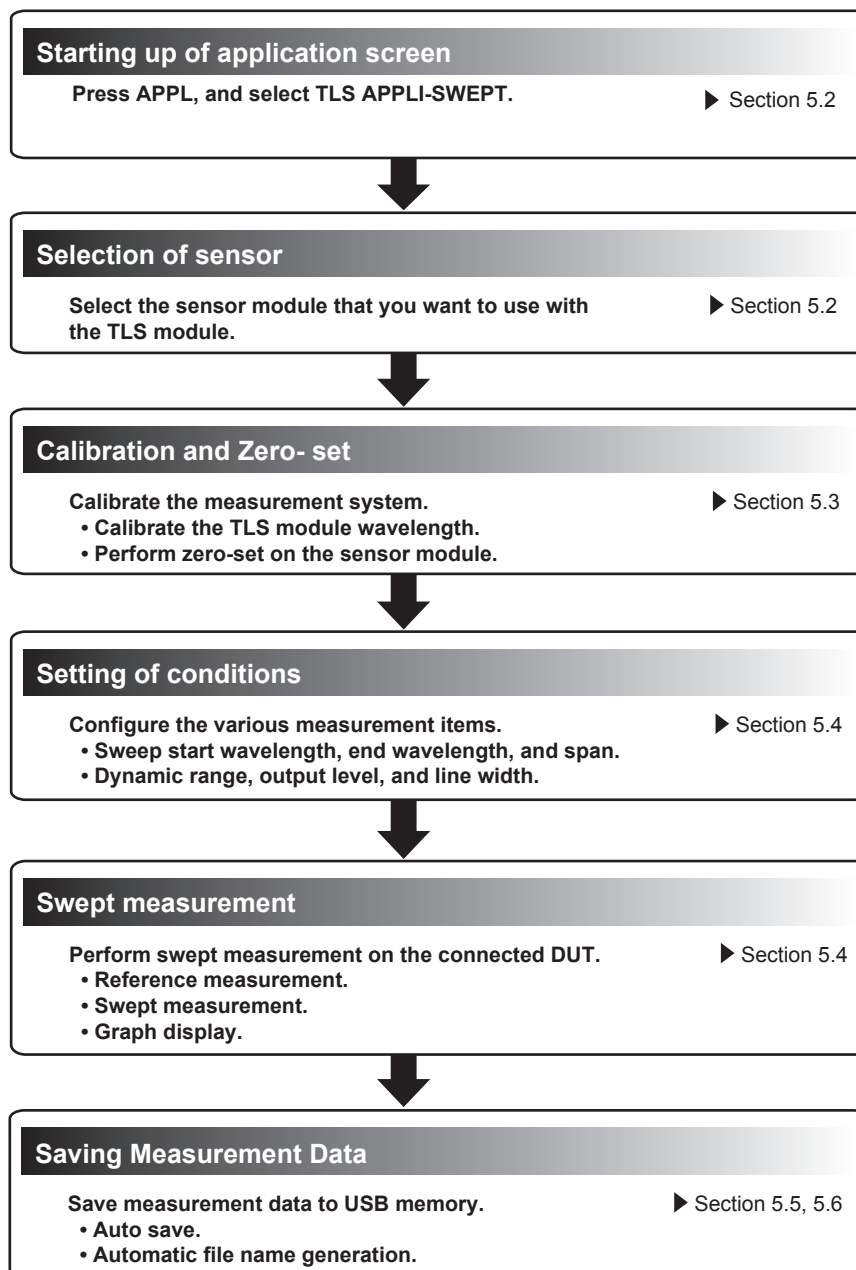 Starting up of application screen
Press APPL, and select TLS APPLI-SWEPT.
▶ Section 5.2
Selection of sensor
Select the sensor module that you want to use with
the TLS module.
▶ Section 5.2
Calibration and Zero- set
Calibrate the measurement system.
• Calibrate the TLS module wavelength.
• Perform zero-set on the sensor module.
▶ Section 5.3
Setting of conditions
Configure the various measurement items.
• Sweep start wavelength, end wavelength, and span.
• Dynamic range, output level, and line width.
▶ Section 5.4
Swept measurement
Perform swept measurement on the connected DUT.
• Reference measurement.
• Swept measurement.
• Graph display.
▶ Section 5.4
Saving Measurement Data
Save measurement data to USB memory.
• Auto save.
• Automatic file name generation.
▶ Section 5.5, 5.6